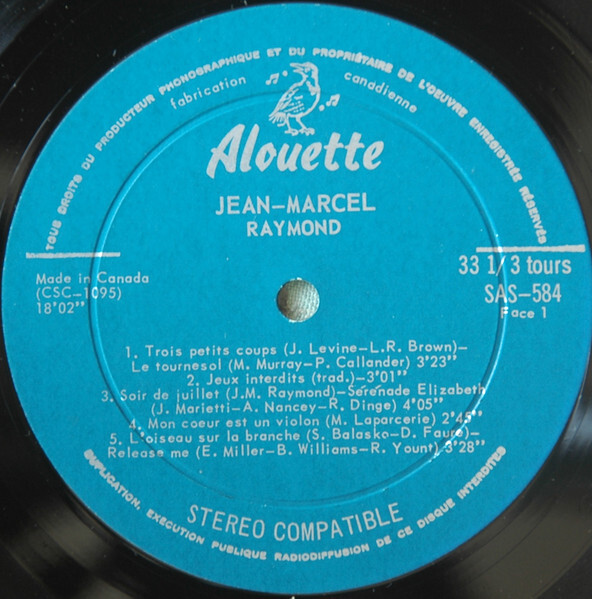 TOUS DROITS DU PRODUCTEUR PHONOGRAPHIQUE ET DU PROPRIÉTAIRE DE L'OEUVRE ENREGISTRÉE RÉSERVÉS
fabrication canadienne
Alouette
JEAN-MARCEL
RAYMOND
33 1/3 tours
SAS-584
Face 1
Made in Canada
(CSC-1095)
18'02''
1. Trois petits coups (J. Levine-L.R. Brown)-
Le tournesol (M. Murray-P. Callander) 3'23''
2. Jeux interdits (trad.)-3'01''
3. Soir de juillet (J.M. Raymond)-Sérénade Elizabeth
(J. Marietti-A. Nancey-R. Dinge) 4'05''
4. Mon coeur est un violon (M. Laparcerie) 2'45''
5. L'oiseau sur la branche (S. Balasko-D. Faure)-
Release me (E. Miller-B. Williams-R. Yount) 3'28''
STEREO COMPATIBLE
DUPLICATION, EXECUTION PUBLIQUE RADIODIFFUSION DE CE DISQUE INTERDITES